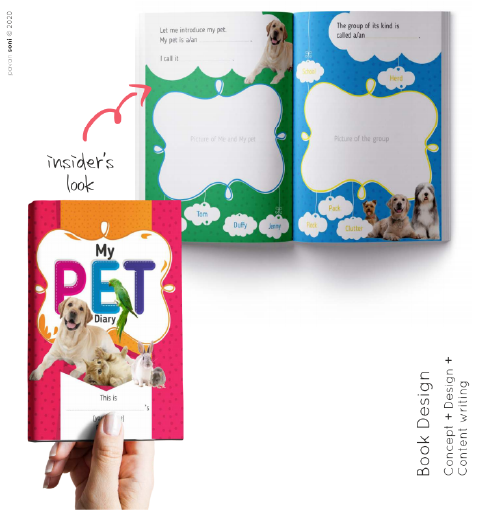 pavan soni © 2020
Let me introduce my pet.
My pet is a/an
I call it
The group of its kind is
called a/an
Herd
Picture of Me and My pet
Picture of the group
Tom
Duffy
Jenny
Pack
Cluster
insider's
look
My
PET
Diary
This is
's
Book Design
Concept + Design +
Content writing